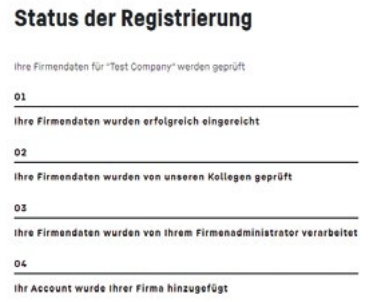 Status der Registrierung
Ihre Firmendaten für "Test Company" werden geprüft
01
Ihre Firmendaten wurden erfolgreich eingereicht
02
Ihre Firmendaten wurden von unseren Kollegen geprüft
03
Ihre Firmendaten wurden von Ihrem Firmenadministrator verarbeitet
04
Ihr Account wurde Ihrer Firma hinzugefügt